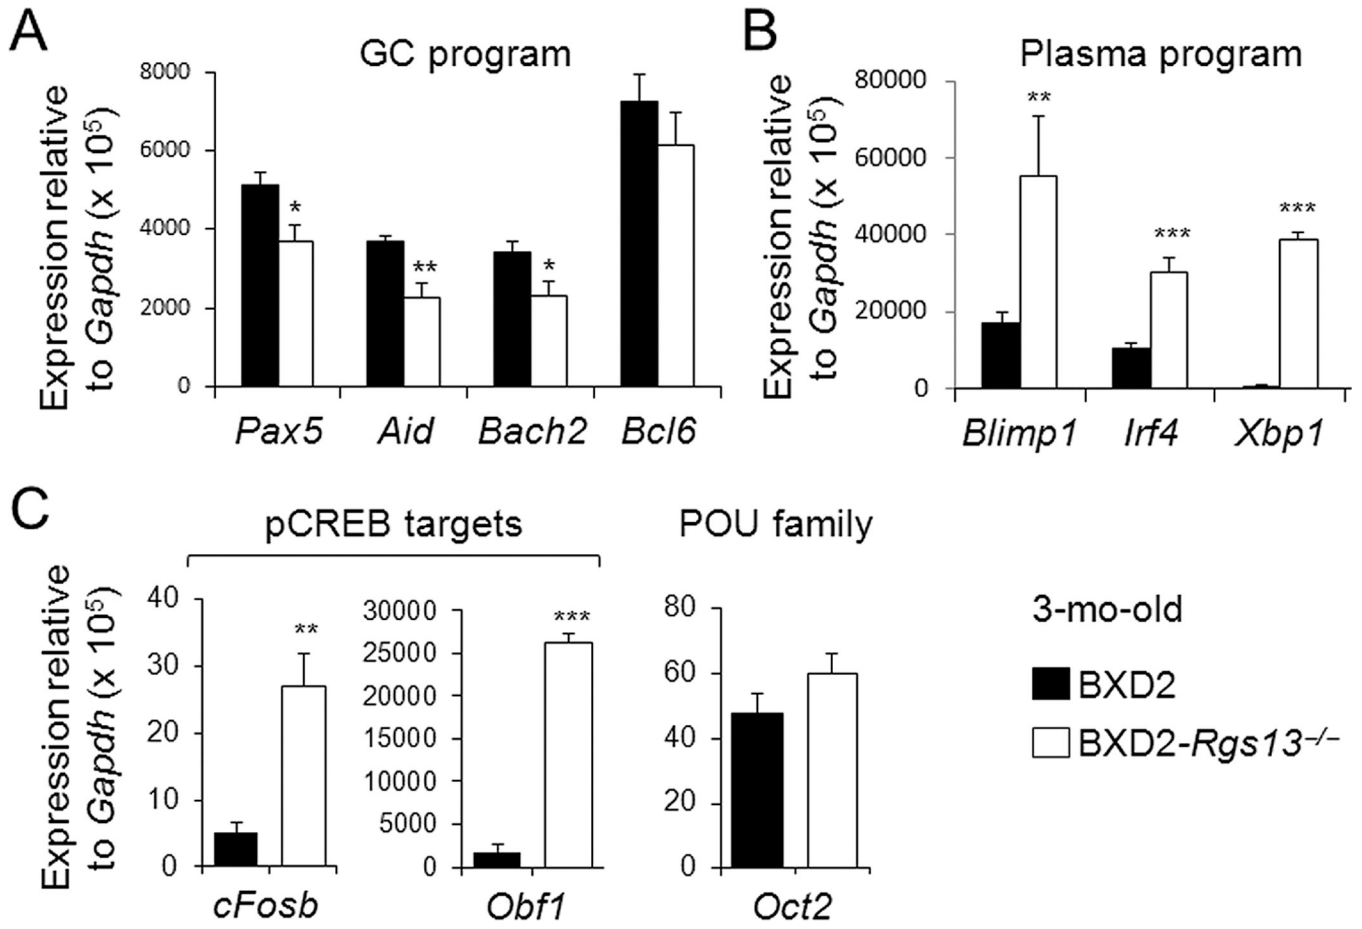 A
GC program
Expression relative
to Gapdh (x 10⁵)
8000
6000
4000
2000
0
*
**
*
Pax5 Aid Bach2 Bcl6
B
Plasma program
Expression relative
to Gapdh (x 10⁵)
80000
60000
40000
20000
0
**
***
***
Blimp1 Irf4 Xbp1
C
pCREB targets
POU family
Expression relative
to Gapdh (x 10⁵)
40
30
20
10
0
**
cFosb
30000
25000
20000
15000
10000
5000
0
***
Obf1
80
60
40
20
0
Oct2
3-mo-old
BXD2
BXD2-Rgs13⁻/⁻